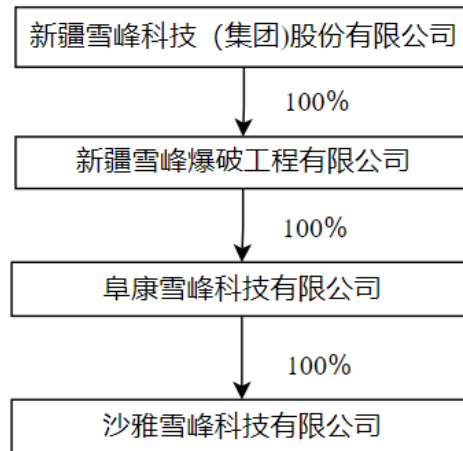 新疆雪峰科技（集团)股份有限公司
100%
新疆雪峰爆破工程有限公司
100%
阜康雪峰科技有限公司
100%
沙雅雪峰科技有限公司